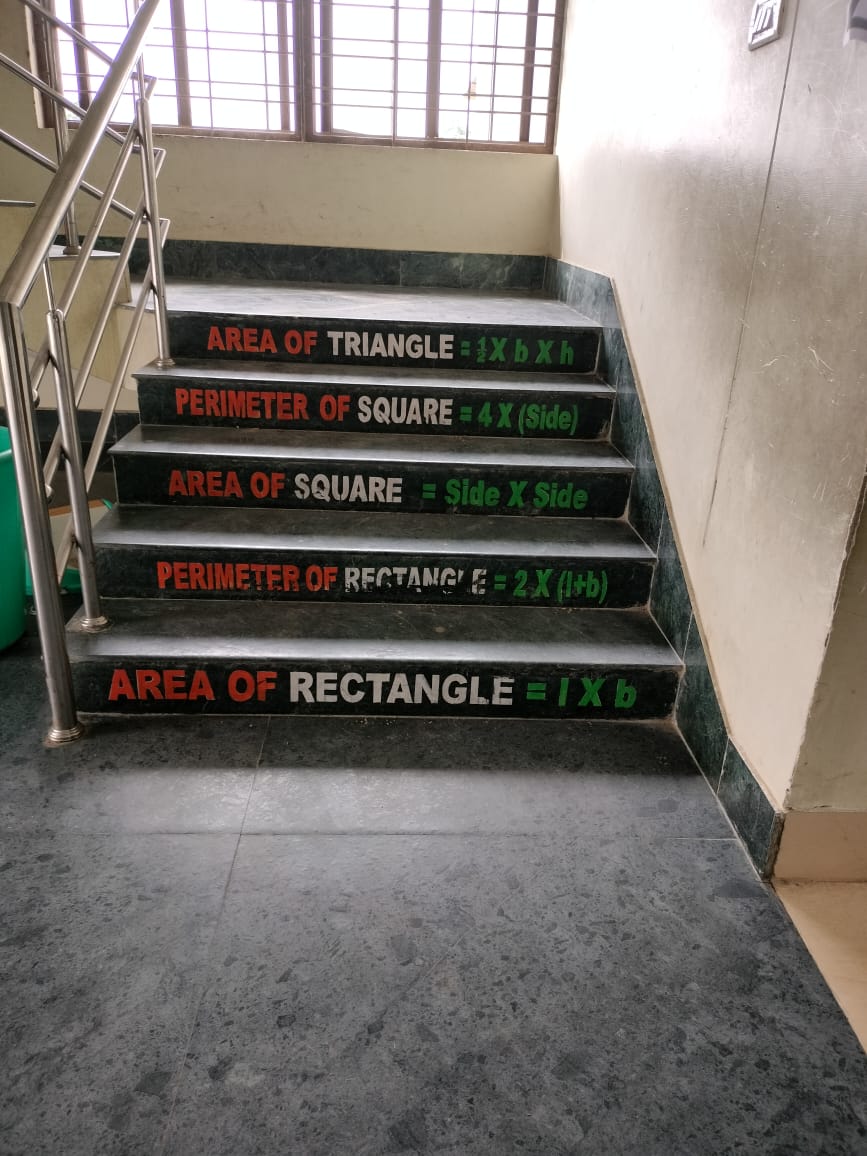 AREA OF TRIANGLE = ½ X b X h
PERIMETER OF SQUARE = 4 X (Side)
AREA OF SQUARE = Side X Side
PERIMETER OF RECTANGLE = 2 X (l+b)
AREA OF RECTANGLE = l X b